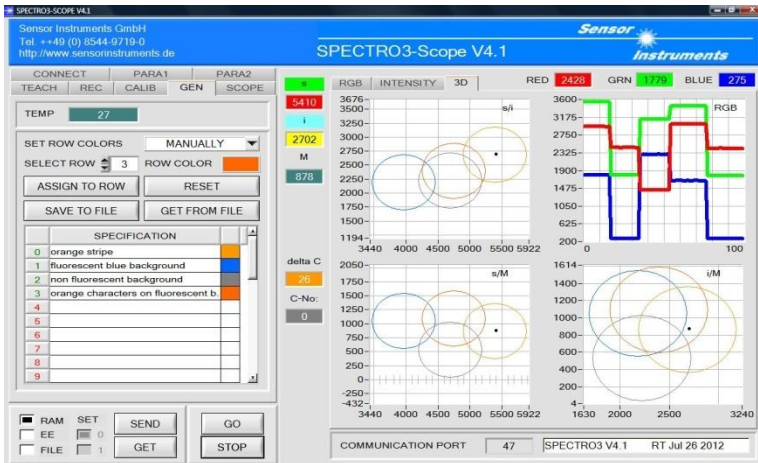 SPECTRO3-SCOPE V4.1
Sensor Instruments GmbH
Tel. ++49 (0) 8544-9719-0
http://www.sensorinstruments.de
SPECTRO3-Scope V4.1
Sensor
Instruments
CONNECT PARA1 PARA2
TEACH REC CALIB GEN SCOPE
TEMP 27
SET ROW COLORS MANUALLY
SELECT ROW 3 ROW COLOR
ASSIGN TO ROW RESET
SAVE TO FILE GET FROM FILE
SPECIFICATION
0 orange stripe
1 fluorescent blue background
2 non fluorescent background
3 orange characters on fluorescent b.
4
5
6
7
8
9
RAM SET SEND GO
EE 0
FILE 1 GET STOP
s
5410
i
2702
M
878
delta C
26
C-No:
0
RGB INTENSITY 3D
RED 2428 GRN 1779 BLUE 275
s/i
3676
3500
3250
3000
2750
2500
2250
2000
1750
1500
1194
3440 4000 4500 5000 5500 5922
RGB
3600
3175
2750
2325
1900
1475
1050
625
200
0 100
s/M
2050
1750
1500
1250
1000
750
500
250
0
-250
-432
3440 4000 4500 5000 5500 5922
i/M
1614
1400
1200
1000
800
600
400
200
4
1630 2000 2500 3240
COMMUNICATION PORT 47 SPECTRO3 V4.1 RT Jul 26 2012